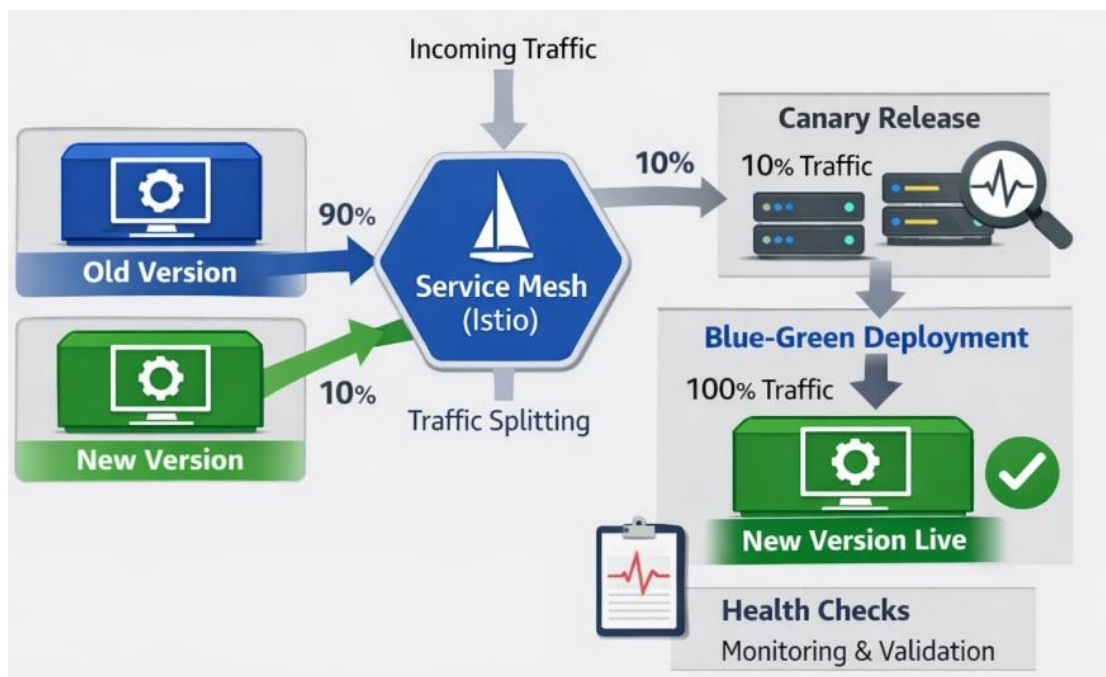 Incoming Traffic
Old Version
90%
New Version
10%
Service Mesh
(Istio)
Traffic Splitting
10%
Canary Release
10% Traffic
Blue-Green Deployment
100% Traffic
New Version Live
Health Checks
Monitoring & Validation